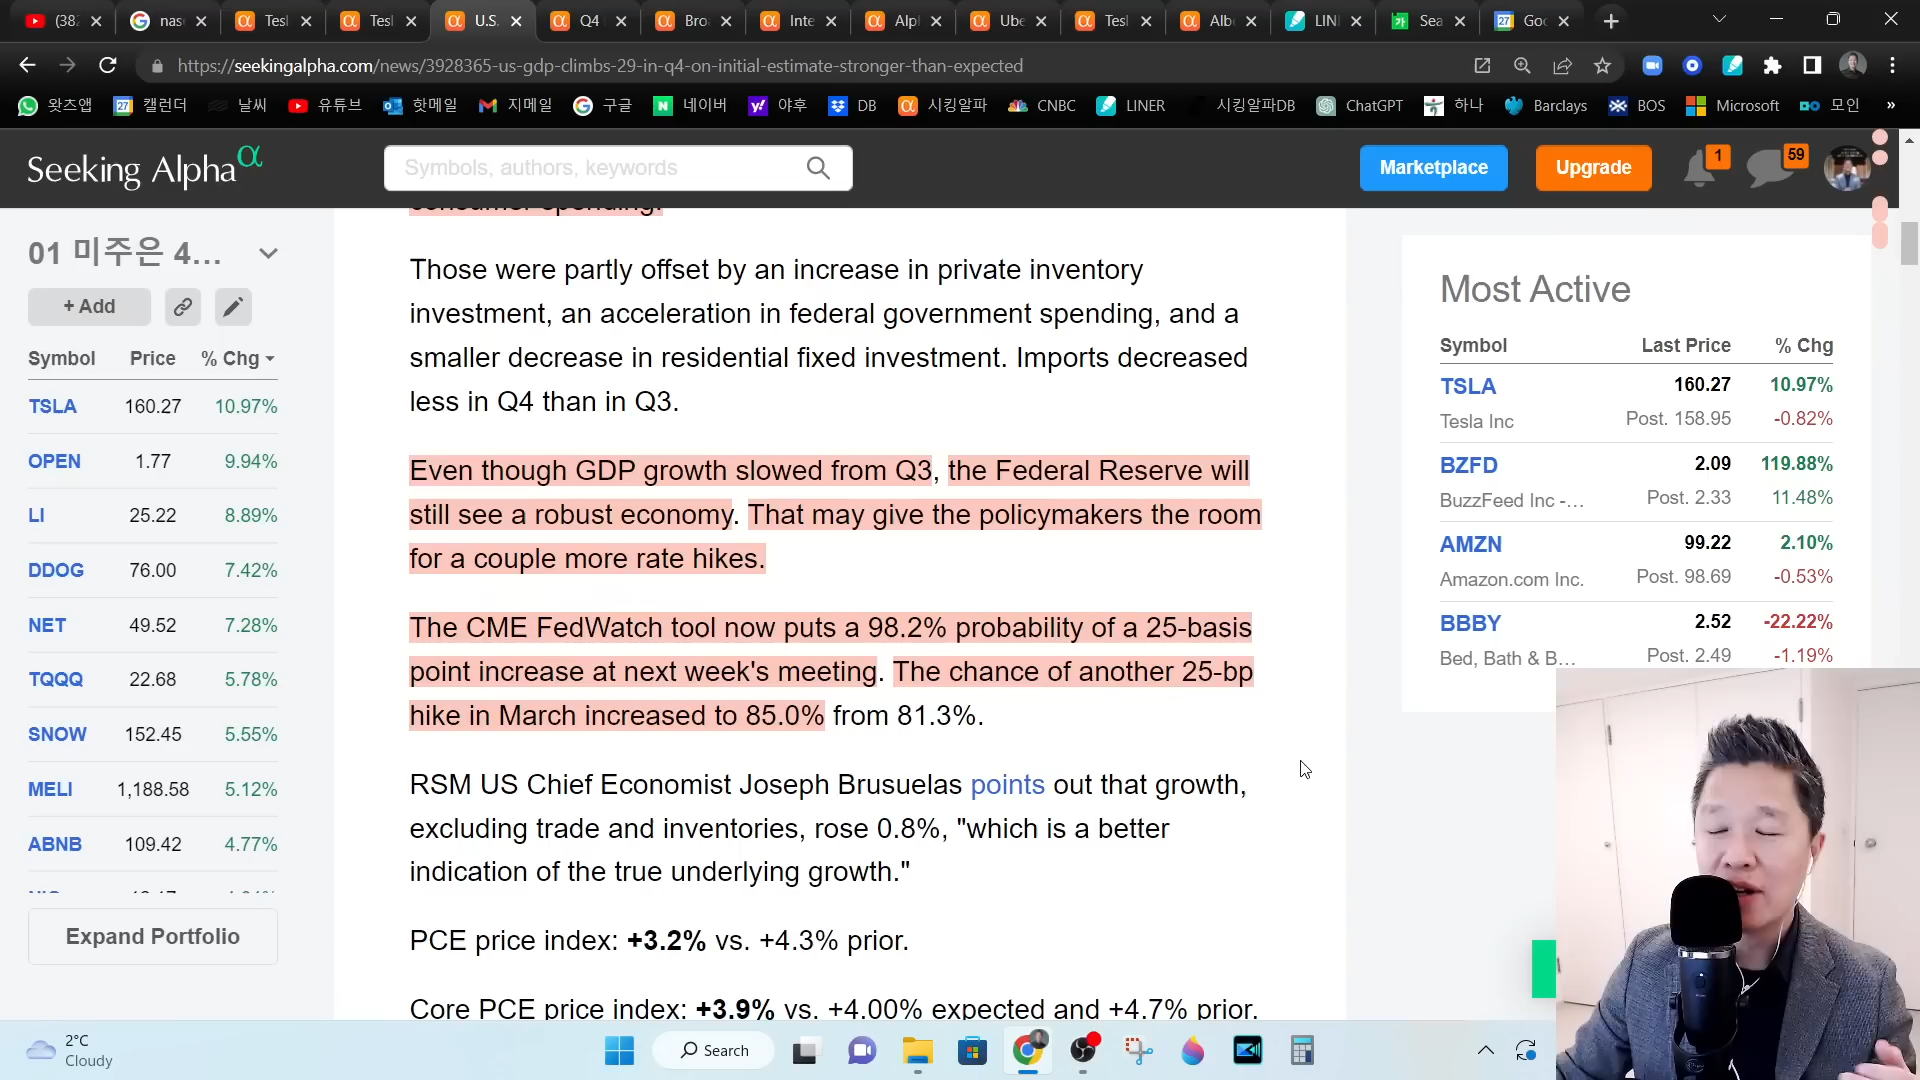 (382
nas
Tesl
Tesl
U.S.
Q4
Bro
Inte
Alpl
Ube
Tesl
Albe
LINE
Sea
Goo
https://seekingalpha.com/news/3928365-us-gdp-climbs-29-in-q4-on-initial-estimate-stronger-than-expected
왓츠앱
27 캘린더
날씨
유튜브
핫메일
지메일
구글
네이버
야후
DB
시킹알파
CNBC
LINER
시킹알파DB
ChatGPT
하나
Barclays
BOS
Microsoft
모인
»
Seeking Alpha α
Symbols, authors, keywords
Marketplace
Upgrade
1
59
01 미주은 4...
+ Add
Symbol Price % Chg
TSLA 160.27 10.97%
OPEN 1.77 9.94%
LI 25.22 8.89%
DDOG 76.00 7.42%
NET 49.52 7.28%
TQQQ 22.68 5.78%
SNOW 152.45 5.55%
MELI 1,188.58 5.12%
ABNB 109.42 4.77%
Expand Portfolio
consumer spending.
Those were partly offset by an increase in private inventory
investment, an acceleration in federal government spending, and a
smaller decrease in residential fixed investment. Imports decreased
less in Q4 than in Q3.
Even though GDP growth slowed from Q3, the Federal Reserve will
still see a robust economy. That may give the policymakers the room
for a couple more rate hikes.
The CME FedWatch tool now puts a 98.2% probability of a 25-basis
point increase at next week's meeting. The chance of another 25-bp
hike in March increased to 85.0% from 81.3%.
RSM US Chief Economist Joseph Brusuelas points out that growth,
excluding trade and inventories, rose 0.8%, "which is a better
indication of the true underlying growth."
PCE price index: +3.2% vs. +4.3% prior.
Core PCE price index: +3.9% vs. +4.00% expected and +4.7% prior.
Most Active
Symbol Last Price % Chg
TSLA 160.27 10.97%
Tesla Inc Post. 158.95 -0.82%
BZFD 2.09 119.88%
BuzzFeed Inc -... Post. 2.33 11.48%
AMZN 99.22 2.10%
Amazon.com Inc. Post. 98.69 -0.53%
BBBY 2.52 -22.22%
Bed, Bath & B... Post. 2.49 -1.19%
2°C
Cloudy
Search